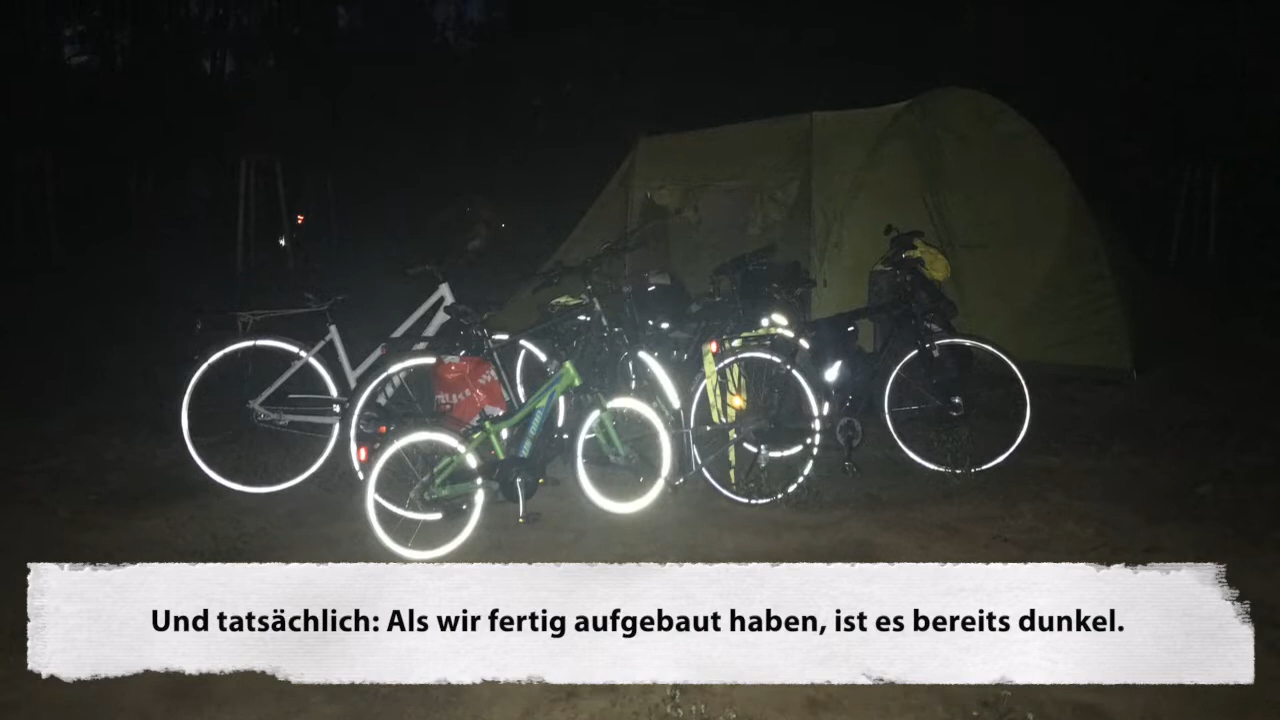 Und tatsächlich: Als wir fertig aufgebaut haben, ist es bereits dunkel.